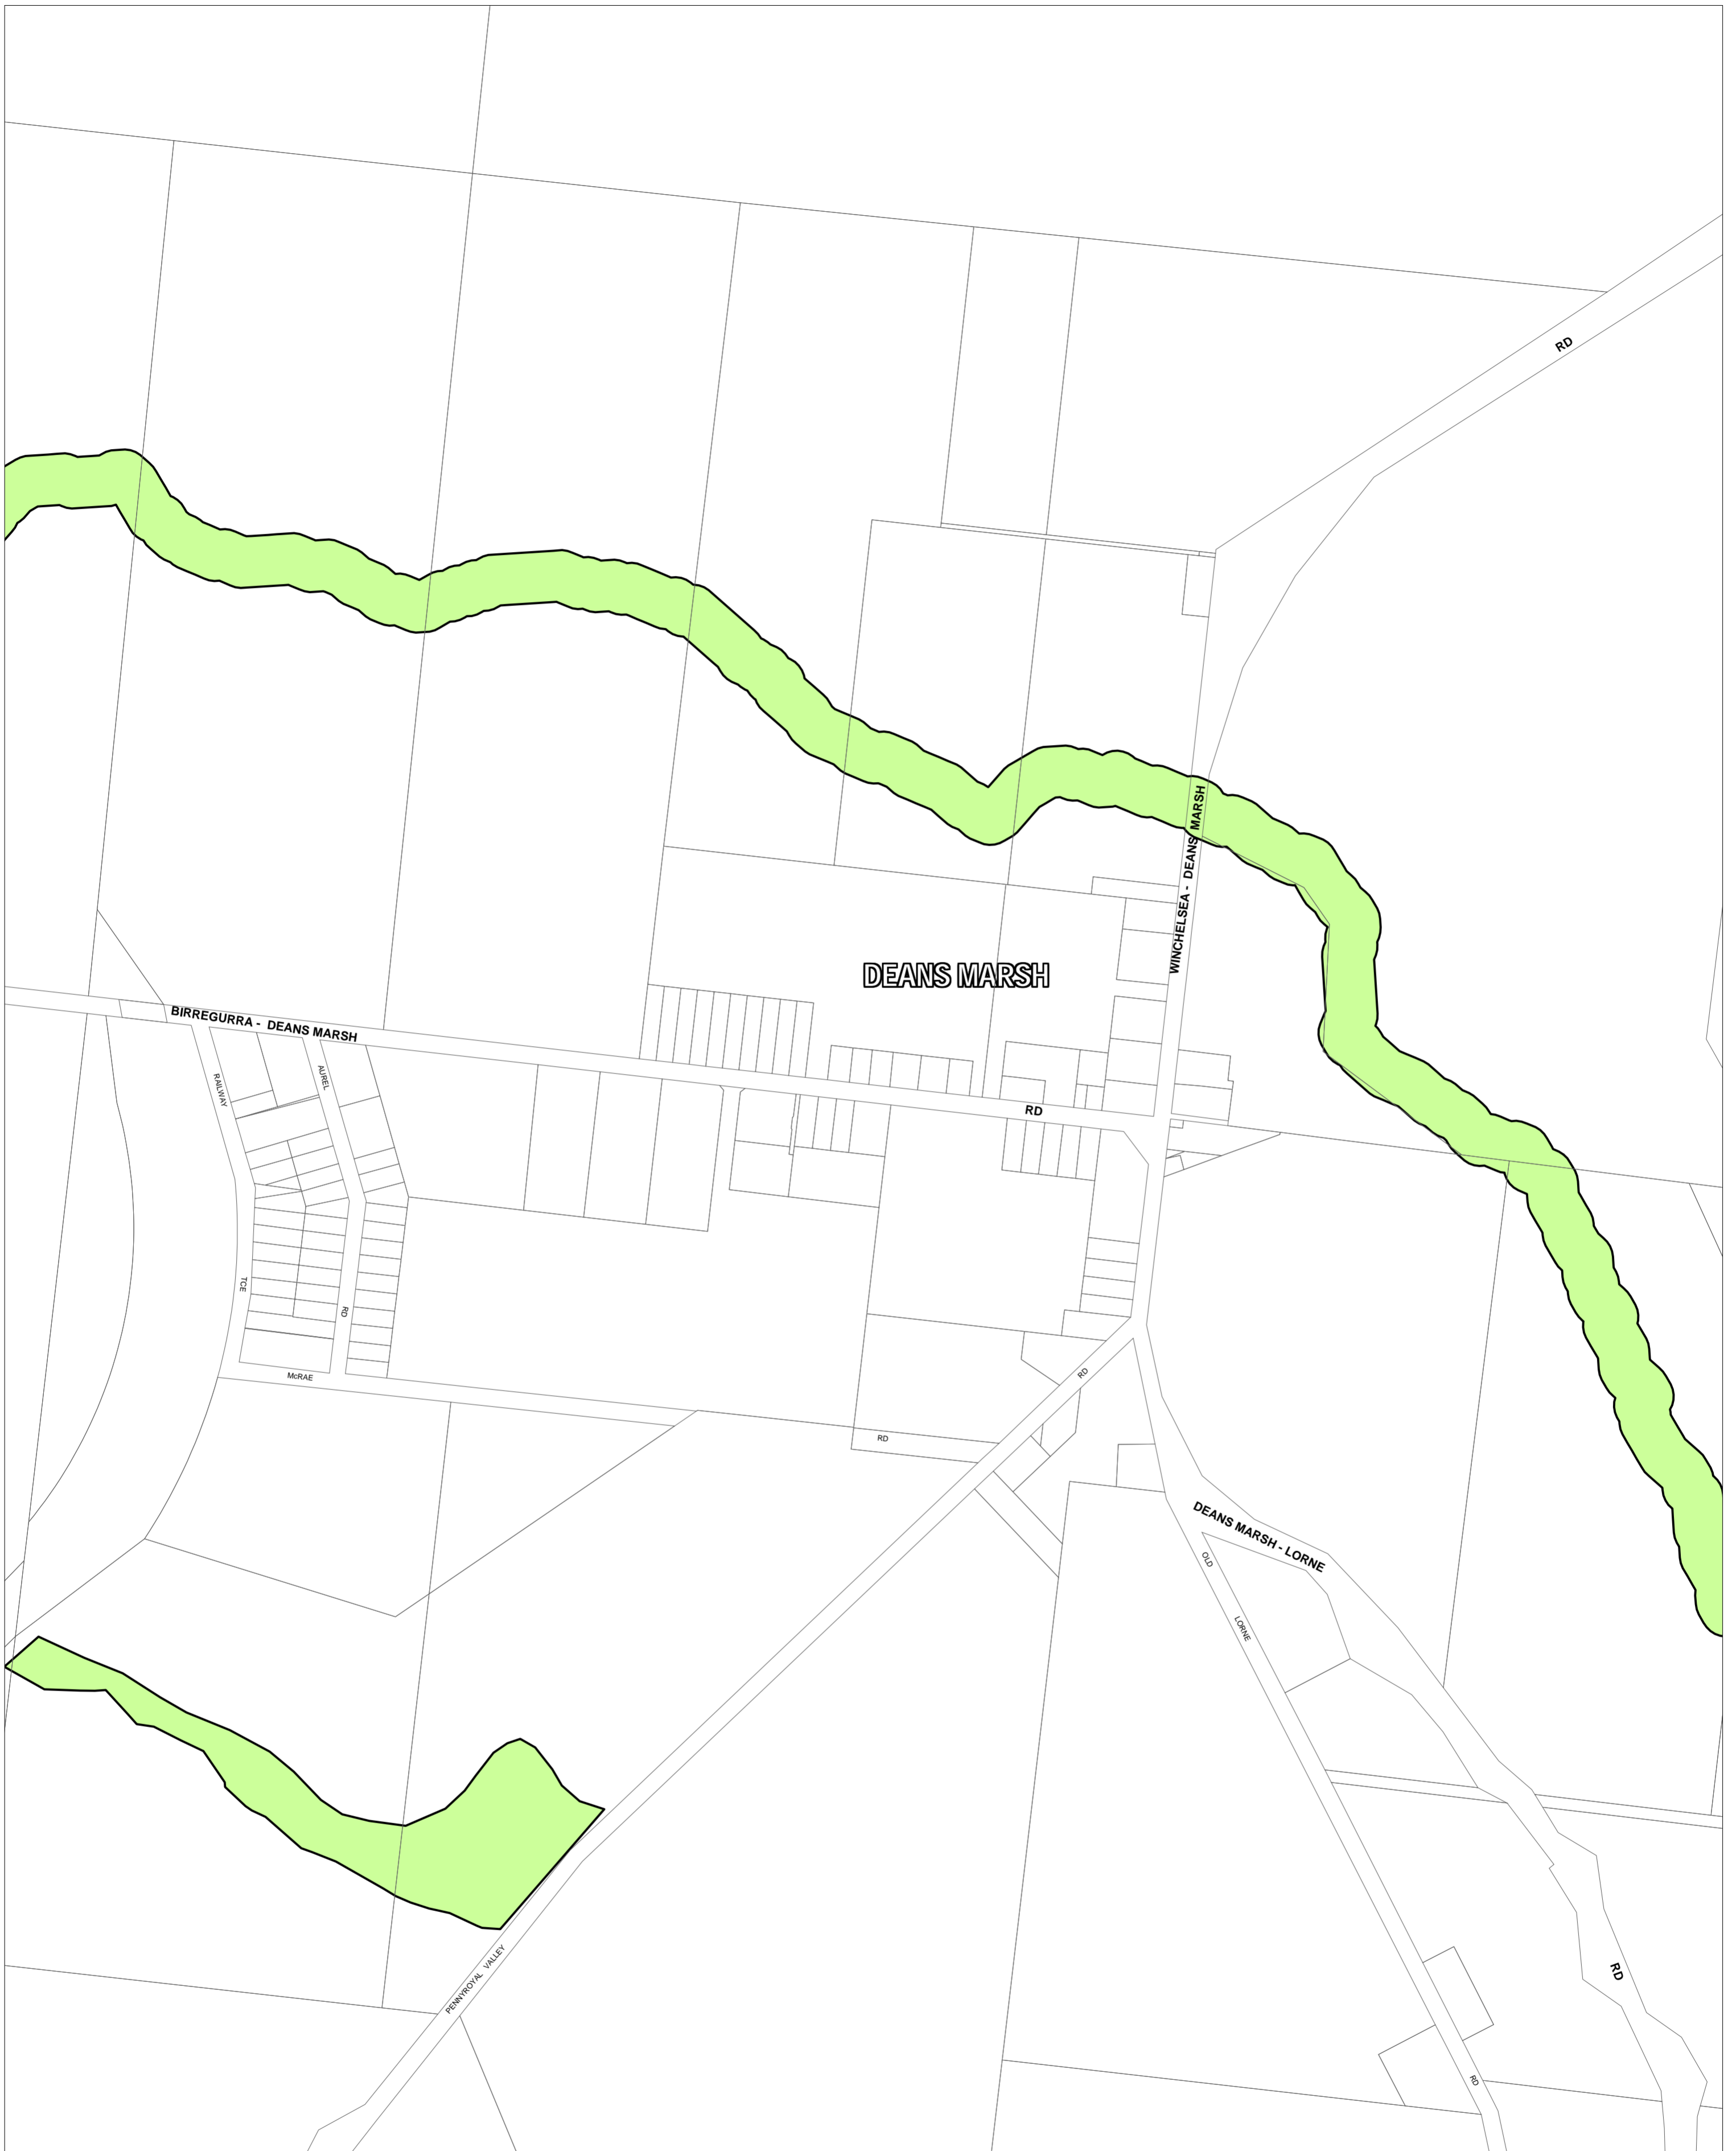 RD
WINCHELSEA - DEANS MARSH
DEANS MARSH
BIRREGURRA - DEANS MARSH
RAILWAY
AUREL
RD
TCE
RD
McRAE
RD
RD
DEANS MARSH - LORNE
OLD
LORNE
PENNYROYAL VALLEY
RD
RD